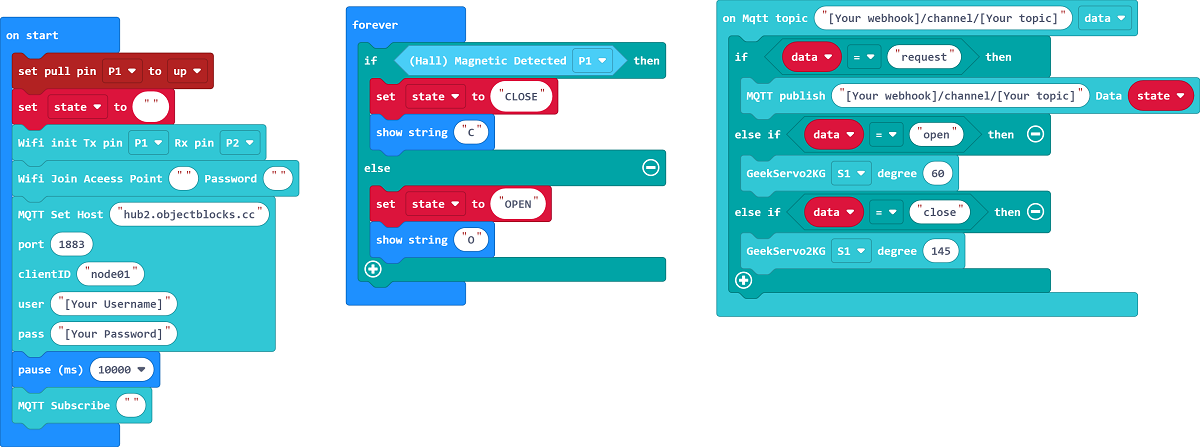 on start
set pull pin P1 to up
set state to " "
Wifi init Tx pin P1 Rx pin P2
Wifi Join Aceess Point " " Password " "
MQTT Set Host "hub2.objectblocks.cc"
port 1883
clientID "node01"
user "[Your Username]"
pass "[Your Password]"
pause (ms) 10000
MQTT Subscribe " "
forever
if (Hall) Magnetic Detected P1 then
set state to "CLOSE"
show string "C"
else
set state to "OPEN"
show string "O"
on Mqtt topic "[Your webhook]/channel/[Your topic]" data
if data = "request" then
MQTT publish "[Your webhook]/channel/[Your topic]" Data state
else if data = "open" then
GeekServo2KG S1 degree 60
else if data = "close" then
GeekServo2KG S1 degree 145